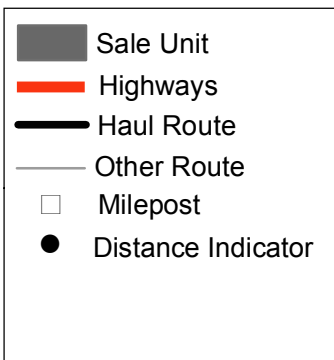 Sale Unit
Highways
Haul Route
Other Route
Milepost
Distance Indicator